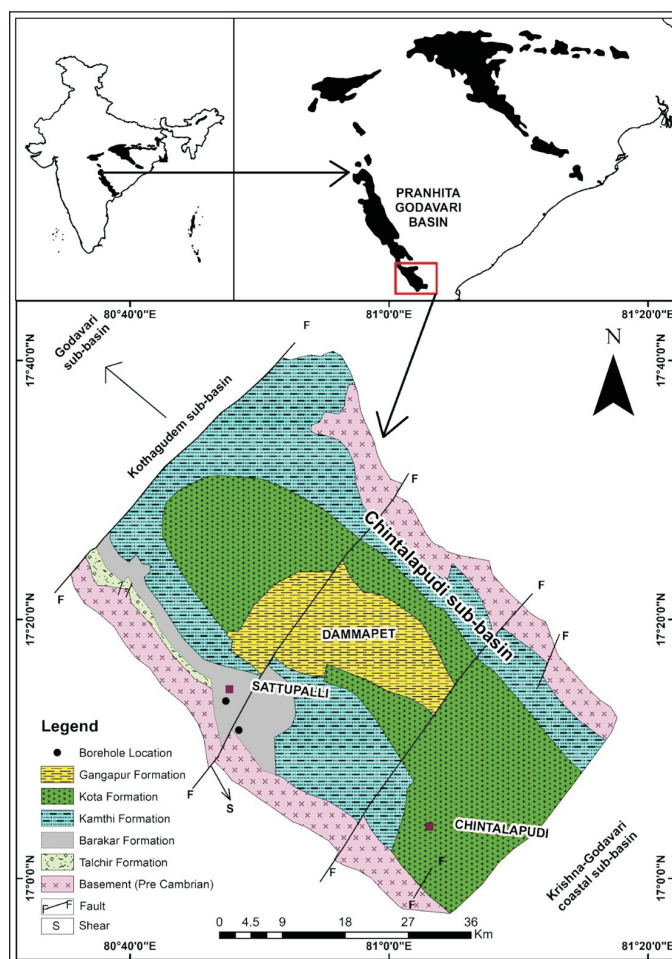 PRANHITA
GODAVARI
BASIN
80°40'0"E
81°0'0"E
81°20'0"E
Godavari
sub-basin
F
N
17°40'0"N
17°40'0"N
Kothagudem sub-basin
F
Chintalapudi sub-basin
F
F
F
17°20'0"N
17°20'0"N
DAMMAPET
SATTUPALLI
Legend
Borehole Location
Gangapur Formation
Kota Formation
Kamthi Formation
Barakar Formation
Talchir Formation
Basement (Pre Cambrian)
F F Fault
S Shear
F
S
F
CHINTALAPUDI
F
F
Krishna-Godavari
coastal sub-basin
17°0'0"N
17°0'0"N
0 4.5 9 18 27 36
Km
80°40'0"E
81°0'0"E
81°20'0"E